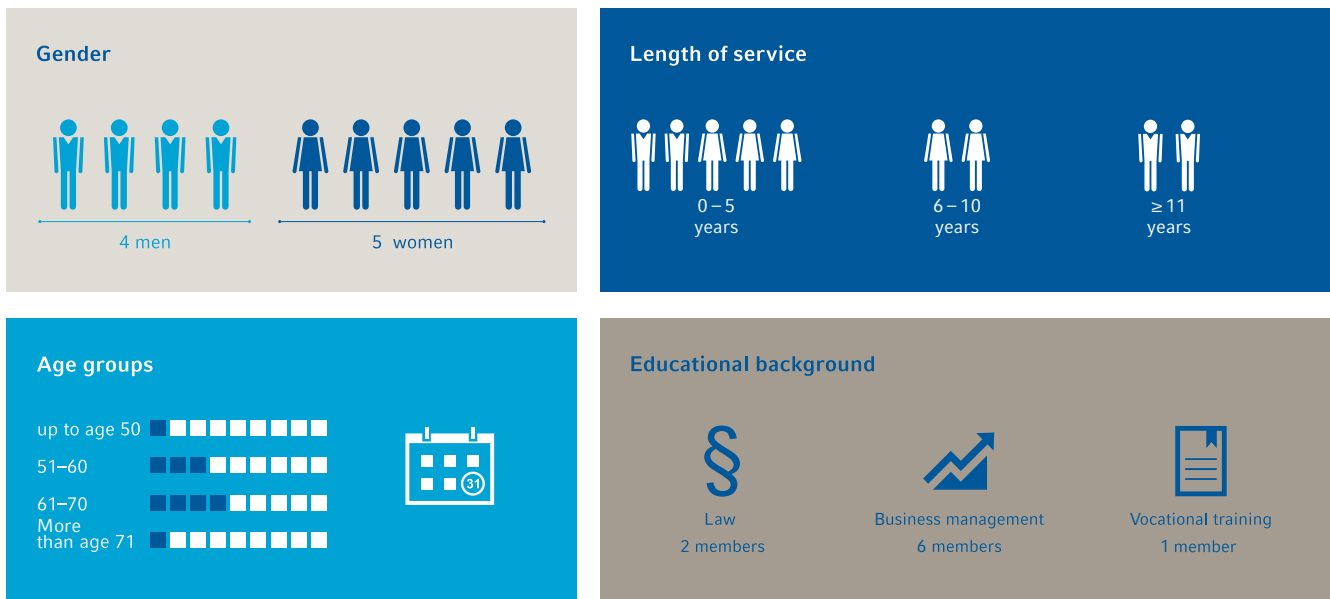 Gender
4 men
5 women
Length of service
0–5
years
6–10
years
≥11
years
Age groups
up to age 50
51–60
61–70
More
than age 71
31
Educational background
§
Law
2 members
Business management
6 members
Vocational training
1 member